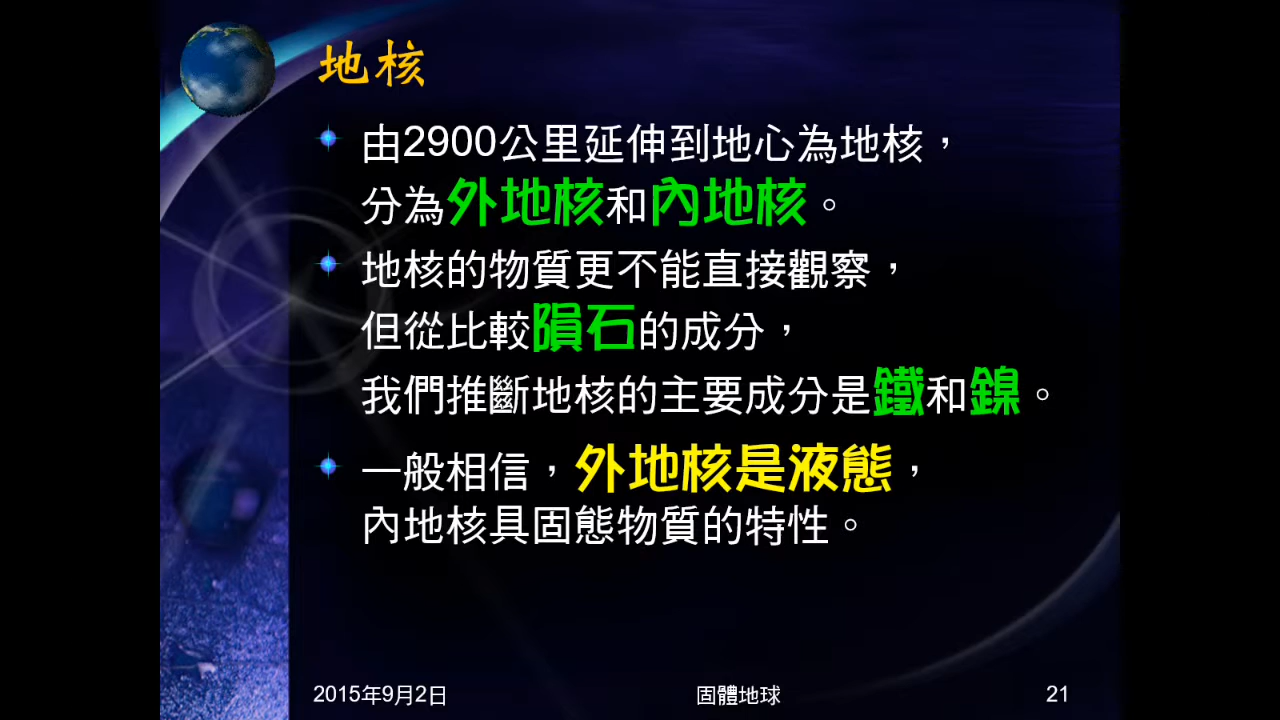 地核
由2900公里延伸到地心為地核，
分為外地核和內地核。
地核的物質更不能直接觀察，
但從比較隕石的成分，
我們推斷地核的主要成分是鐵和鎳。
一般相信，外地核是液態，
內地核具固態物質的特性。
2015年9月2日 固體地球 21